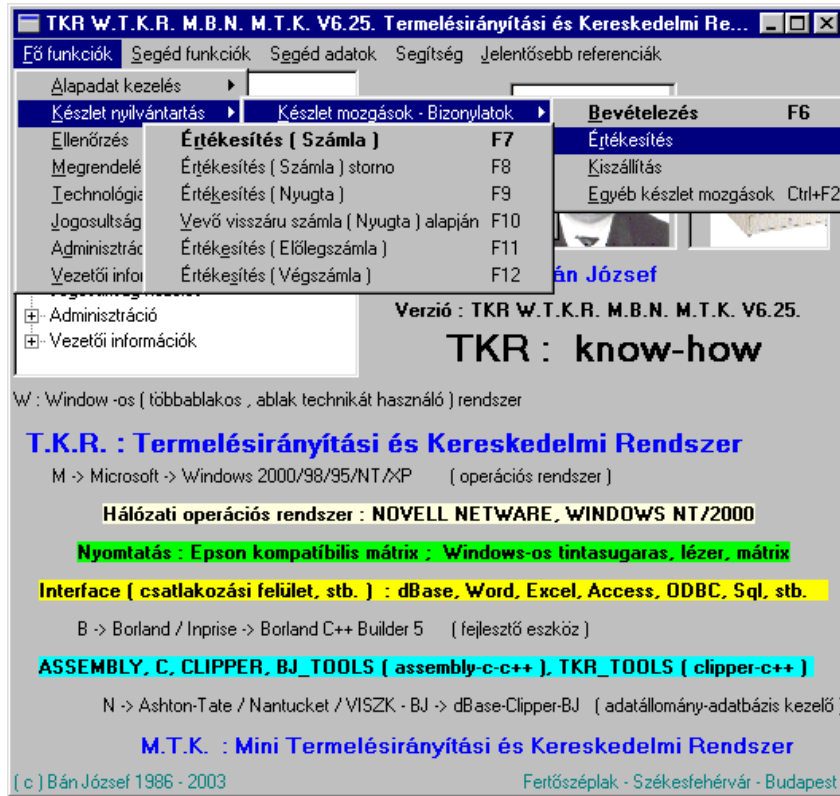 TKR W.T.K.R. M.B.N. M.T.K. V6.25. Termelésirányítási és Kereskedelmi Re...
Fő funkciók Segéd funkciók Segéd adatok Segítség Jelentősebb referenciák
Alapadat kezelés
Készlet nyilvántartás
Ellenőrzés
Megrendelé
Technológia
Jogosultság
Adminisztrác
Vezetői infor
Készlet mozgások - Bizonylatok
Bevételezés F6
Értékesítés
Kiszállítás
Egyéb készlet mozgások Ctrl+F2
Értékesítés ( Számla ) F7
Értékesítés ( Számla ) storno F8
Értékesítés ( Nyugta ) F9
Vevő visszáru számla ( Nyugta ) alapján F10
Értékesítés ( Előlegszámla ) F11
Értékesítés ( Végszámla ) F12
án József
Adminisztráció
Vezetői információk
Verzió : TKR W.T.K.R. M.B.N. M.T.K. V6.25.
TKR : know-how
W : Window -os ( többablakos , ablak technikát használó ) rendszer
T.K.R. : Termelésirányítási és Kereskedelmi Rendszer
M -> Microsoft -> Windows 2000/98/95/NT/XP ( operációs rendszer )
Hálózati operációs rendszer : NOVELL NETWARE, WINDOWS NT/2000
Nyomtatás : Epson kompatíbilis mátrix ; Windows-os tintasugaras, lézer, mátrix
Interface ( csatlakozási felület, stb. ) : dBase, Word, Excel, Access, ODBC, Sql, stb.
B -> Borland / Inprise -> Borland C++ Builder 5 ( fejlesztő eszköz )
ASSEMBLY, C, CLIPPER, BJ_TOOLS ( assembly-c-c++ ), TKR_TOOLS ( clipper-c++ )
N -> Ashton-Tate / Nantucket / VISZK - BJ -> dBase-Clipper-BJ ( adatállomány-adatbázis kezelő )
M.T.K. : Mini Termelésirányítási és Kereskedelmi Rendszer
( c ) Bán József 1986 - 2003 Fertőszéplak - Székesfehérvár - Budapest